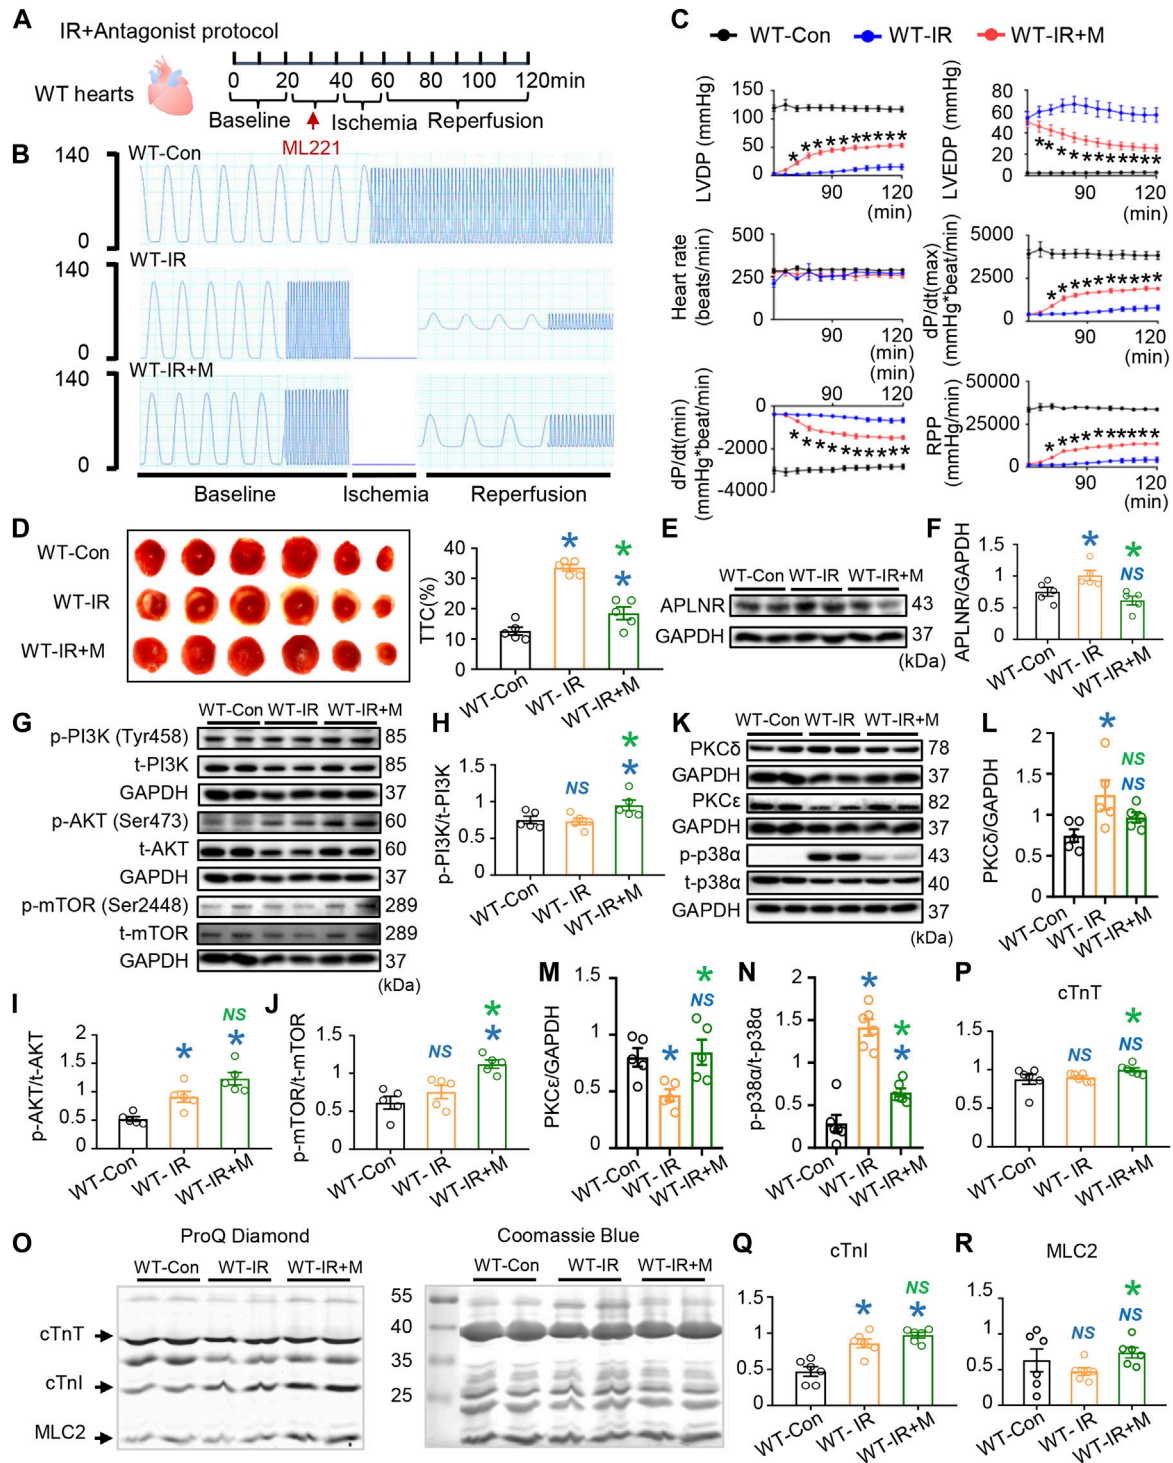 A
IR+Antagonist protocol
WT hearts
0 20 40 60 80 100 120min
Baseline Ischemia Reperfusion
ML221
B
WT-Con
140
0
WT-IR
140
0
WT-IR+M
140
0
Baseline Ischemia Reperfusion
C
WT-Con WT-IR WT-IR+M
LVDP (mmHg)
150
100
50
0
90 120
(min)
LVEDP (mmHg)
80
60
40
20
0
90 120
(min)
Heart rate
(beats/min)
500
250
0
90 120
(min)
dP/dt(max)
(mmHg*beat/min)
5000
2500
0
90 120
(min)
dP/dt(min)
(mmHg*beat/min)
90 120
(min)
0
-2000
-4000
RPP
(mmHg/min)
50000
25000
0
90 120
(min)
D
WT-Con
WT-IR
WT-IR+M
TTC(%)
40
30
20
10
0
* * *
WT-Con WT- IR WT-IR+M
E
WT-Con WT-IR WT-IR+M
APLNR 43
GAPDH 37
(kDa)
F
APLNR/GAPDH
1.5
1
0.5
0
* * NS
WT-Con WT- IR WT-IR+M
G
WT-Con WT-IR WT-IR+M
p-PI3K (Tyr458) 85
t-PI3K 85
GAPDH 37
p-AKT (Ser473) 60
t-AKT 60
GAPDH 37
p-mTOR (Ser2448) 289
t-mTOR 289
GAPDH 37
(kDa)
H
p-PI3K/t-PI3K
1.5
1
0.5
0
NS * *
WT-Con WT- IR WT-IR+M
K
WT-Con WT-IR WT-IR+M
PKCδ 78
GAPDH 37
PKCε 82
GAPDH 37
p-p38α 43
t-p38α 40
GAPDH 37
(kDa)
L
PKCδ/GAPDH
2
1.5
1
0.5
0
* NS NS
WT-Con WT- IR WT-IR+M
I
p-AKT/t-AKT
2
1.5
1
0.5
0
* NS *
WT-Con WT- IR WT-IR+M
J
p-mTOR/t-mTOR
1.5
1
0.5
0
NS * *
WT-Con WT- IR WT-IR+M
M
PKCε/GAPDH
1.5
1
0.5
0
* * NS
WT-Con WT- IR WT-IR+M
N
p-p38α/t-p38α
2
1.5
1
0.5
0
* * *
WT-Con WT- IR WT-IR+M
P
cTnT
1.5
1
0.5
0
NS * NS
WT-Con WT- IR WT-IR+M
O
ProQ Diamond
WT-Con WT-IR WT-IR+M
cTnT
cTnI
MLC2
Coomassie Blue
WT-Con WT-IR WT-IR+M
55
40
35
25
Q
cTnI
1.5
1
0.5
0
* NS *
WT-Con WT- IR WT-IR+M
R
MLC2
1.5
1
0.5
0
NS * NS
WT-Con WT- IR WT-IR+M